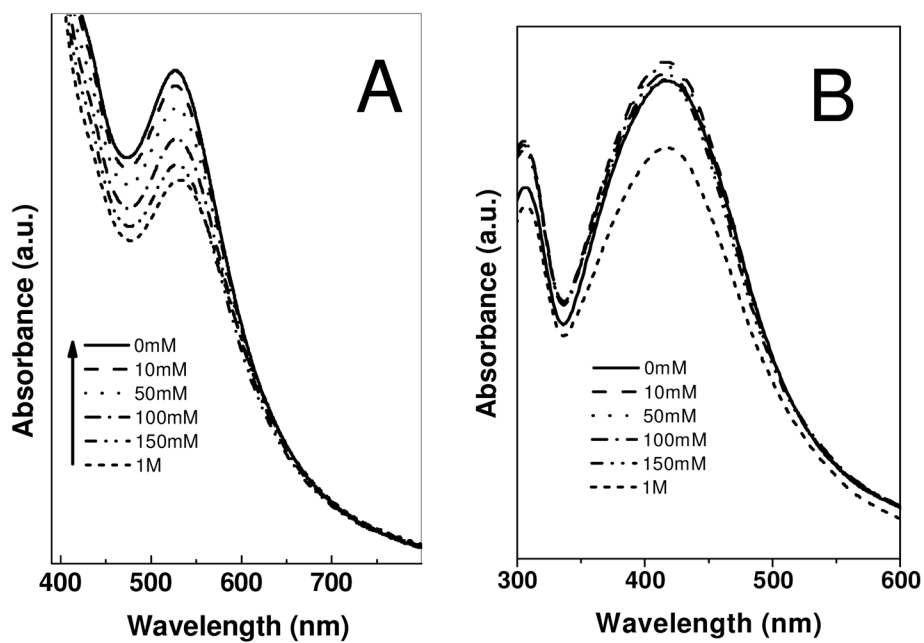 A
Absorbance (a.u.)
0mM
10mM
50mM
100mM
150mM
1M
400 500 600 700
Wavelength (nm)
B
Absorbance (a.u.)
0mM
10mM
50mM
100mM
150mM
1M
300 400 500 600
Wavelength (nm)